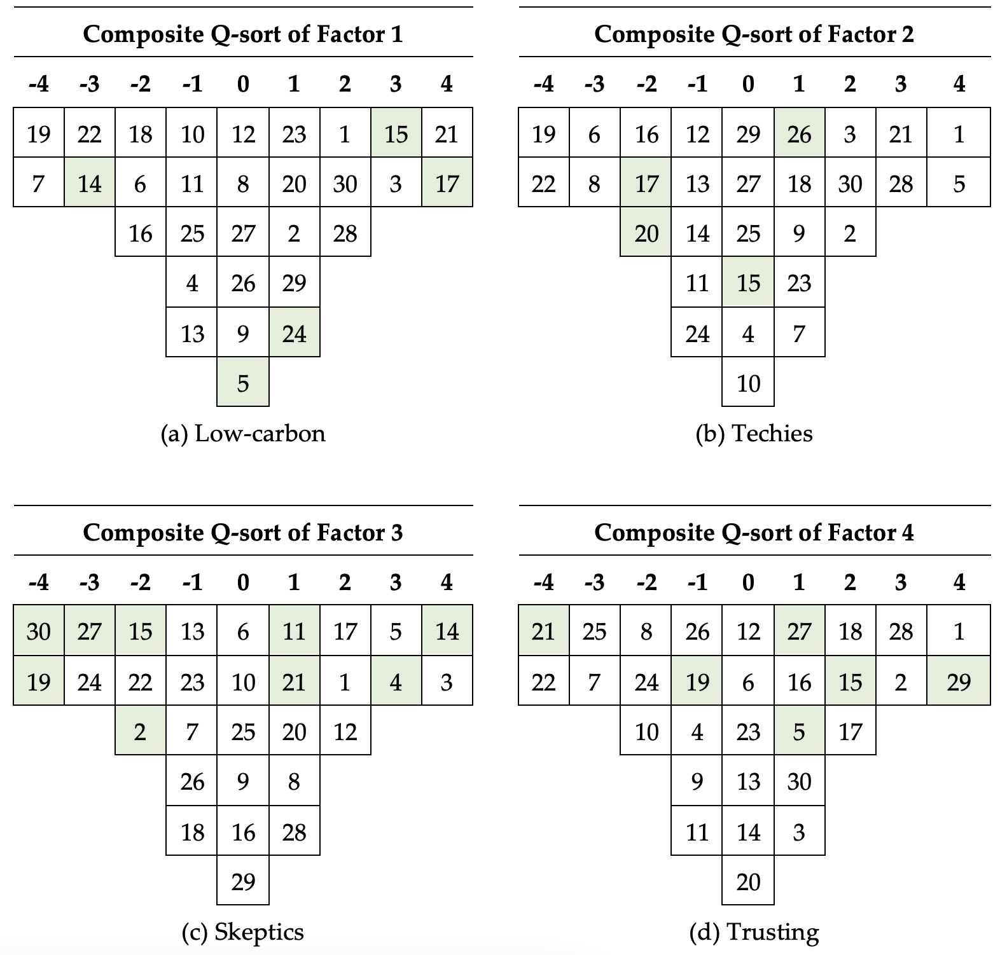 Composite Q-sort of Factor 1
-4 -3 -2 -1 0 1 2 3 4
19 22 18 10 12 23 1 15 21
7 14 6 11 8 20 30 3 17
16 25 27 2 28
4 26 29
13 9 24
5
(a) Low-carbon
Composite Q-sort of Factor 2
-4 -3 -2 -1 0 1 2 3 4
19 6 16 12 29 26 3 21 1
22 8 17 13 27 18 30 28 5
20 14 25 9 2
11 15 23
24 4 7
10
(b) Techies
Composite Q-sort of Factor 3
-4 -3 -2 -1 0 1 2 3 4
30 27 15 13 6 11 17 5 14
19 24 22 23 10 21 1 4 3
2 7 25 20 12
26 9 8
18 16 28
29
(c) Skeptics
Composite Q-sort of Factor 4
-4 -3 -2 -1 0 1 2 3 4
21 25 8 26 12 27 18 28 1
22 7 24 19 6 16 15 2 29
10 4 23 5 17
9 13 30
11 14 3
20
(d) Trusting